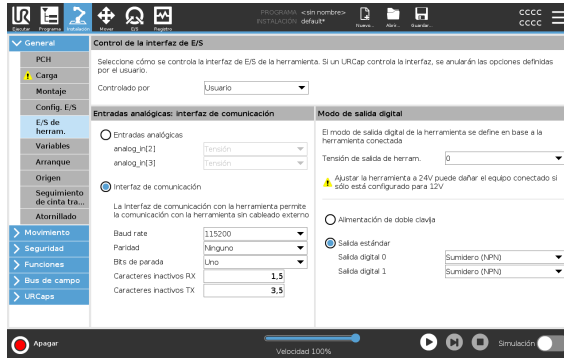 UR
Ejecutar Programa Instalación Mover E/S Registro
PROGRAMA <sin nombre>
INSTALACIÓN default*
Nuevo... Abrir... Guardar...
CCCC
CCCC
General
PCH
Carga
Montaje
Config. E/S
E/S de
herram.
Variables
Arranque
Origen
Seguimiento
de cinta tra...
Atornillado
Movimiento
Seguridad
Funciones
Bus de campo
URCaps
Control de la interfaz de E/S
Seleccione cómo se controla la interfaz de E/S de la herramienta. Si un URCap controla la interfaz, se anularán las opciones definidas
por el usuario.
Controlado por Usuario
Entradas analógicas: interfaz de comunicación
Entradas analógicas
analog_in[2] Tensión
analog_in[3] Tensión
Interfaz de comunicación
La Interfaz de comunicación con la herramienta permite
la comunicación con la herramienta sin cableado externo
Baud rate 115200
Paridad Ninguno
Bits de parada Uno
Caracteres inactivos RX 1,5
Caracteres inactivos TX 3,5
Modo de salida digital
El modo de salida digital de la herramienta se define en base a la
herramienta conectada
Tensión de salida de herram. 0
Ajustar la herramienta a 24V puede dañar el equipo conectado si
sólo está configurado para 12V
Alimentación de doble clavija
Salida estándar
Salida digital 0 Sumidero (NPN)
Salida digital 1 Sumidero (NPN)
Apagar
Velocidad 100%
Simulación